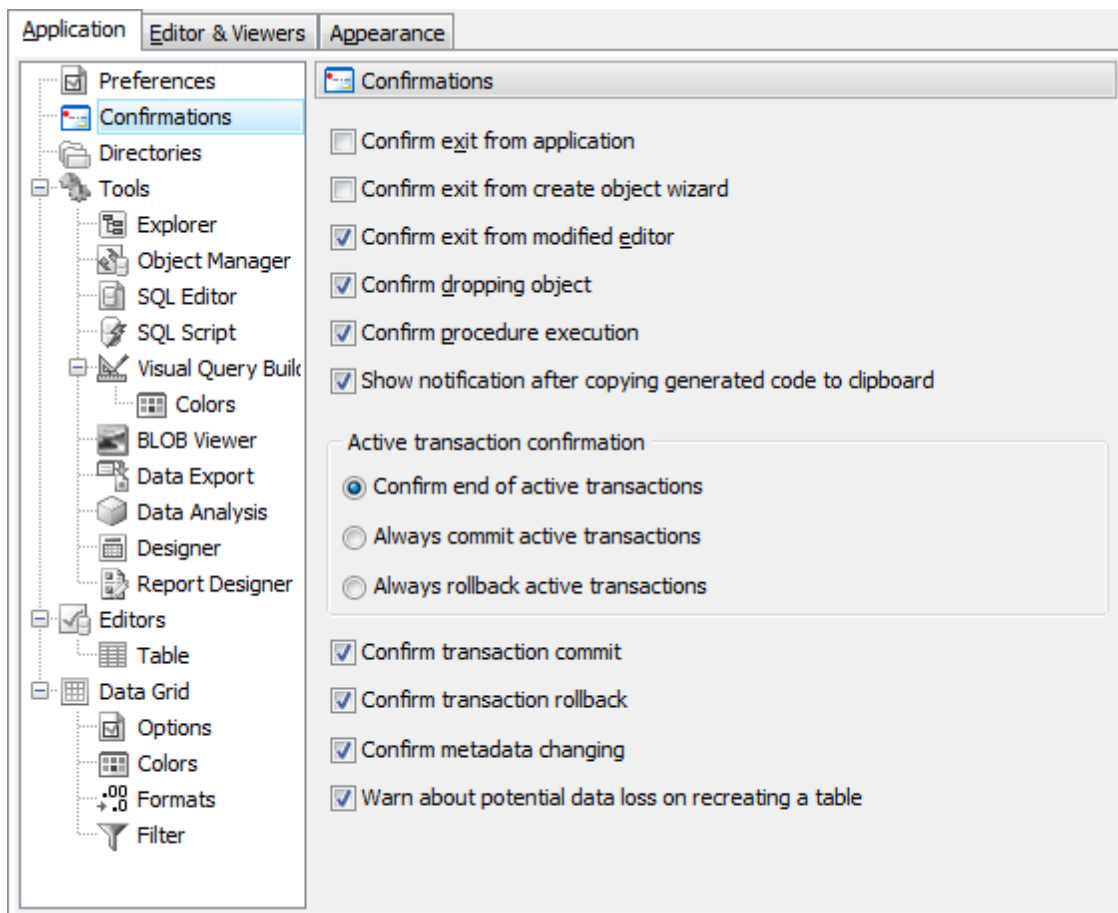 Application
Editor & Viewers
Appearance
Preferences
Confirmations
Directories
Tools
Explorer
Object Manager
SQL Editor
SQL Script
Visual Query Build
Colors
BLOB Viewer
Data Export
Data Analysis
Designer
Report Designer
Editors
Table
Data Grid
Options
Colors
Formats
Filter
Confirmations
Confirm exit from application
Confirm exit from create object wizard
Confirm exit from modified editor
Confirm dropping object
Confirm procedure execution
Show notification after copying generated code to clipboard
Active transaction confirmation
Confirm end of active transactions
Always commit active transactions
Always rollback active transactions
Confirm transaction commit
Confirm transaction rollback
Confirm metadata changing
Warn about potential data loss on recreating a table